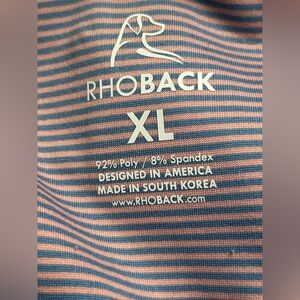 RHOBACK
XL
92% Poly / 8% Spandex
DESIGNED IN AMERICA
MADE IN SOUTH KOREA
www.RHOBACK.com